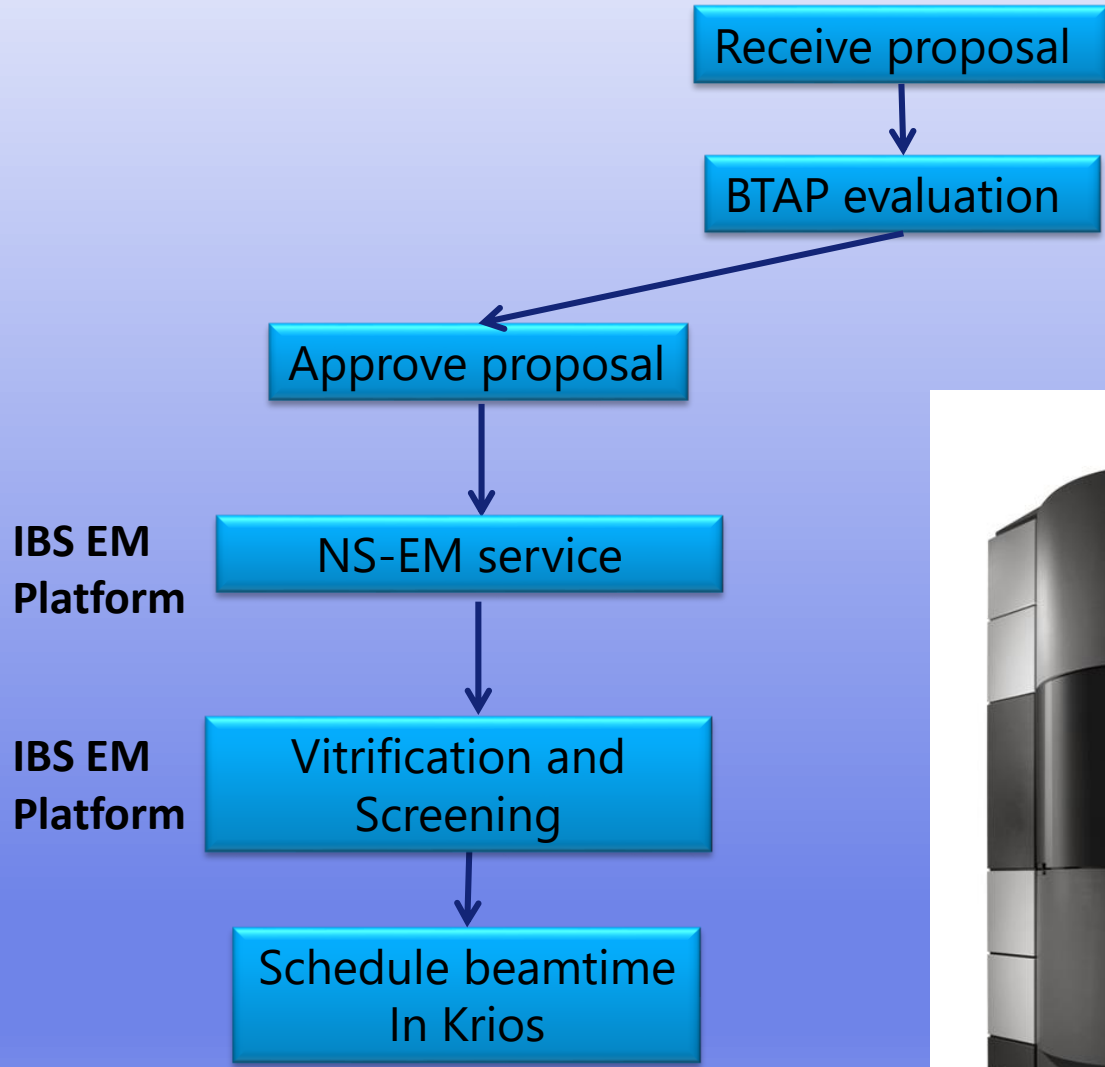 Receive proposal
BTAP evaluation
Approve proposal
IBS EM
Platform
NS-EM service
IBS EM
Platform
Vitrification and
Screening
Schedule beamtime
In Krios